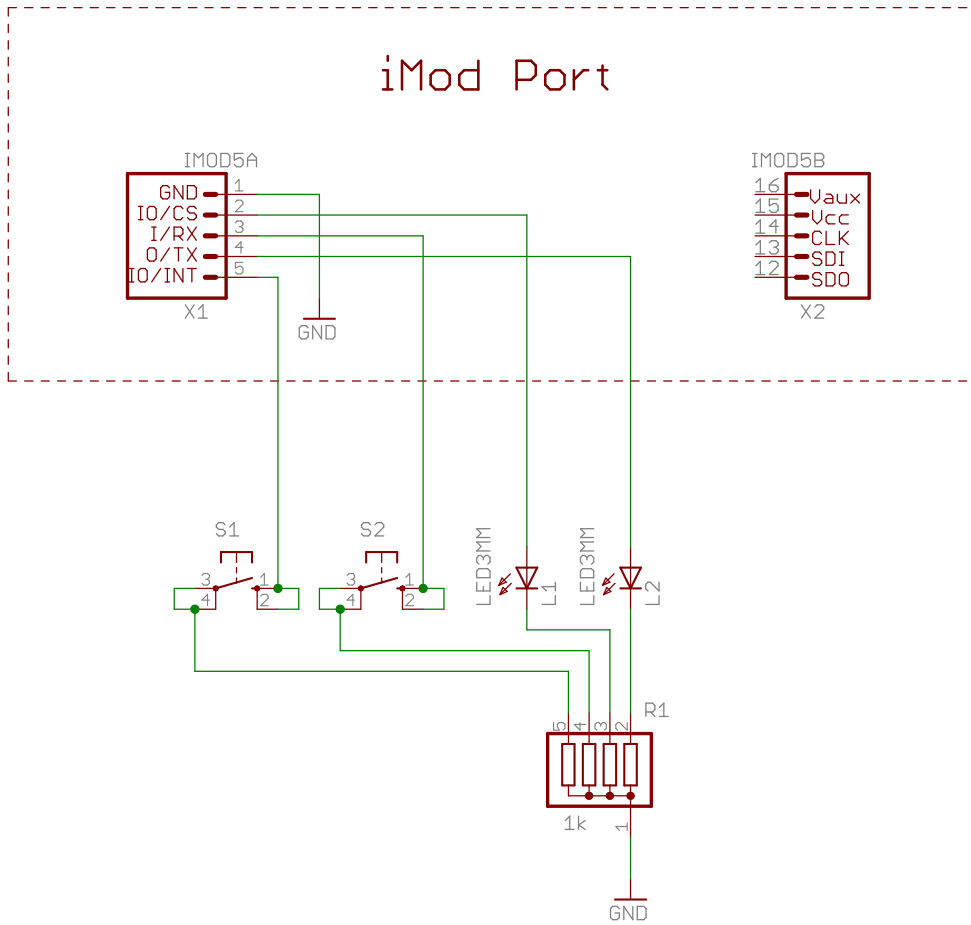 iMod Port
IMOD5A
IMOD5B
GND 1
IO/CS 2
I/RX 3
O/TX 4
IO/INT 5
X1
16 Vaux
15 Vcc
14 CLK
13 SDI
12 SDO
X2
GND
S1
3 1
4 2
S2
3 1
4 2
LED3MM
L1
LED3MM
L2
R1
5 4 3 2
1k
1
GND